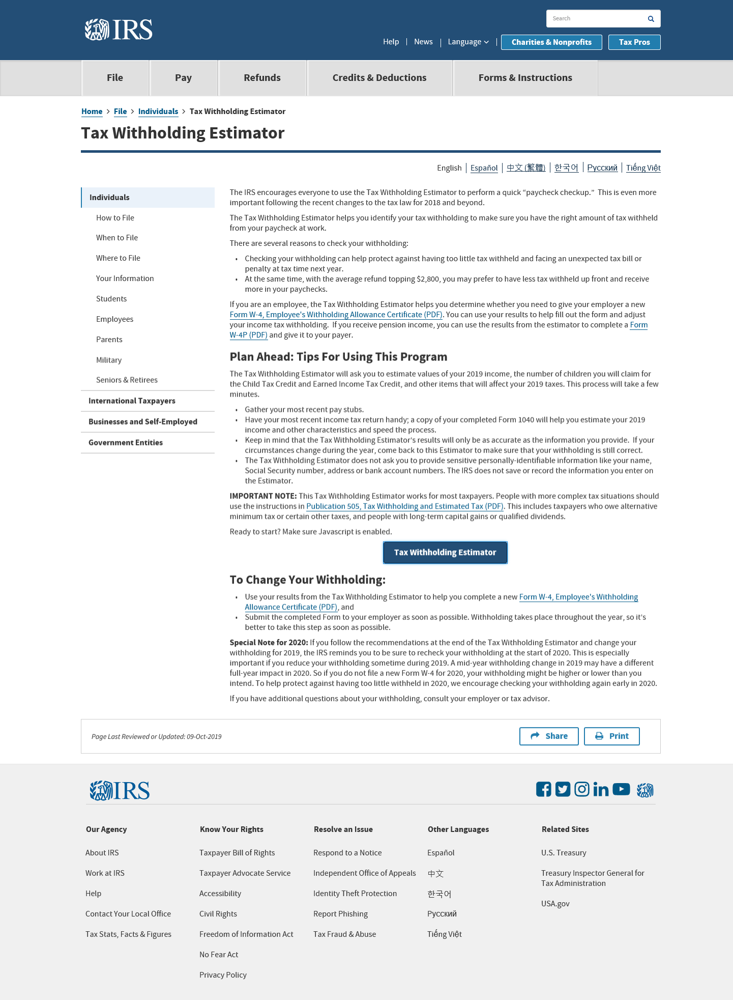 IRS
Search
Help
News
Language
Charities & Nonprofits
Tax Pros
File
Pay
Refunds
Credits & Deductions
Forms & Instructions
Home > File > Individuals > Tax Withholding Estimator
Tax Withholding Estimator
English | Español | 中文 (繁體) | 한국어 | Русский | Tiếng Việt
Individuals
How to File
When to File
Where to File
Your Information
Students
Employees
Parents
Military
Seniors & Retirees
International Taxpayers
Businesses and Self-Employed
Government Entities
The IRS encourages everyone to use the Tax Withholding Estimator to perform a quick “paycheck checkup.”  This is even more
important following the recent changes to the tax law for 2018 and beyond.
The Tax Withholding Estimator helps you identify your tax withholding to make sure you have the right amount of tax withheld
from your paycheck at work.
There are several reasons to check your withholding:
• Checking your withholding can help protect against having too little tax withheld and facing an unexpected tax bill or
penalty at tax time next year.
• At the same time, with the average refund topping $2,800, you may prefer to have less tax withheld up front and receive
more in your paychecks.
If you are an employee, the Tax Withholding Estimator helps you determine whether you need to give your employer a new
Form W-4, Employee's Withholding Allowance Certificate (PDF). You can use your results to help fill out the form and adjust
your income tax withholding.  If you receive pension income, you can use the results from the estimator to complete a Form
W-4P (PDF) and give it to your payer.
Plan Ahead: Tips For Using This Program
The Tax Withholding Estimator will ask you to estimate values of your 2019 income, the number of children you will claim for
the Child Tax Credit and Earned Income Tax Credit, and other items that will affect your 2019 taxes. This process will take a few
minutes.
• Gather your most recent pay stubs.
• Have your most recent income tax return handy; a copy of your completed Form 1040 will help you estimate your 2019
income and other characteristics and speed the process.
• Keep in mind that the Tax Withholding Estimator’s results will only be as accurate as the information you provide.  If your
circumstances change during the year, come back to this Estimator to make sure that your withholding is still correct.
• The Tax Withholding Estimator does not ask you to provide sensitive personally-identifiable information like your name,
Social Security number, address or bank account numbers. The IRS does not save or record the information you enter on
the Estimator.
IMPORTANT NOTE: This Tax Withholding Estimator works for most taxpayers. People with more complex tax situations should
use the instructions in Publication 505, Tax Withholding and Estimated Tax (PDF). This includes taxpayers who owe alternative
minimum tax or certain other taxes, and people with long-term capital gains or qualified dividends.
Ready to start? Make sure Javascript is enabled.
Tax Withholding Estimator
To Change Your Withholding:
• Use your results from the Tax Withholding Estimator to help you complete a new Form W-4, Employee's Withholding
Allowance Certificate (PDF), and
• Submit the completed Form to your employer as soon as possible. Withholding takes place throughout the year, so it’s
better to take this step as soon as possible.
Special Note for 2020: If you follow the recommendations at the end of the Tax Withholding Estimator and change your
withholding for 2019, the IRS reminds you to be sure to recheck your withholding at the start of 2020. This is especially
important if you reduce your withholding sometime during 2019. A mid-year withholding change in 2019 may have a different
full-year impact in 2020. So if you do not file a new Form W-4 for 2020, your withholding might be higher or lower than you
intend. To help protect against having too little withheld in 2020, we encourage checking your withholding again early in 2020.
If you have additional questions about your withholding, consult your employer or tax advisor.
Page Last Reviewed or Updated: 09-Oct-2019
Share
Print
IRS
Our Agency
About IRS
Work at IRS
Help
Contact Your Local Office
Tax Stats, Facts & Figures
Know Your Rights
Taxpayer Bill of Rights
Taxpayer Advocate Service
Accessibility
Civil Rights
Freedom of Information Act
No Fear Act
Privacy Policy
Resolve an Issue
Respond to a Notice
Independent Office of Appeals
Identity Theft Protection
Report Phishing
Tax Fraud & Abuse
Other Languages
Español
中文
한국어
Русский
Tiếng Việt
Related Sites
U.S. Treasury
Treasury Inspector General for
Tax Administration
USA.gov